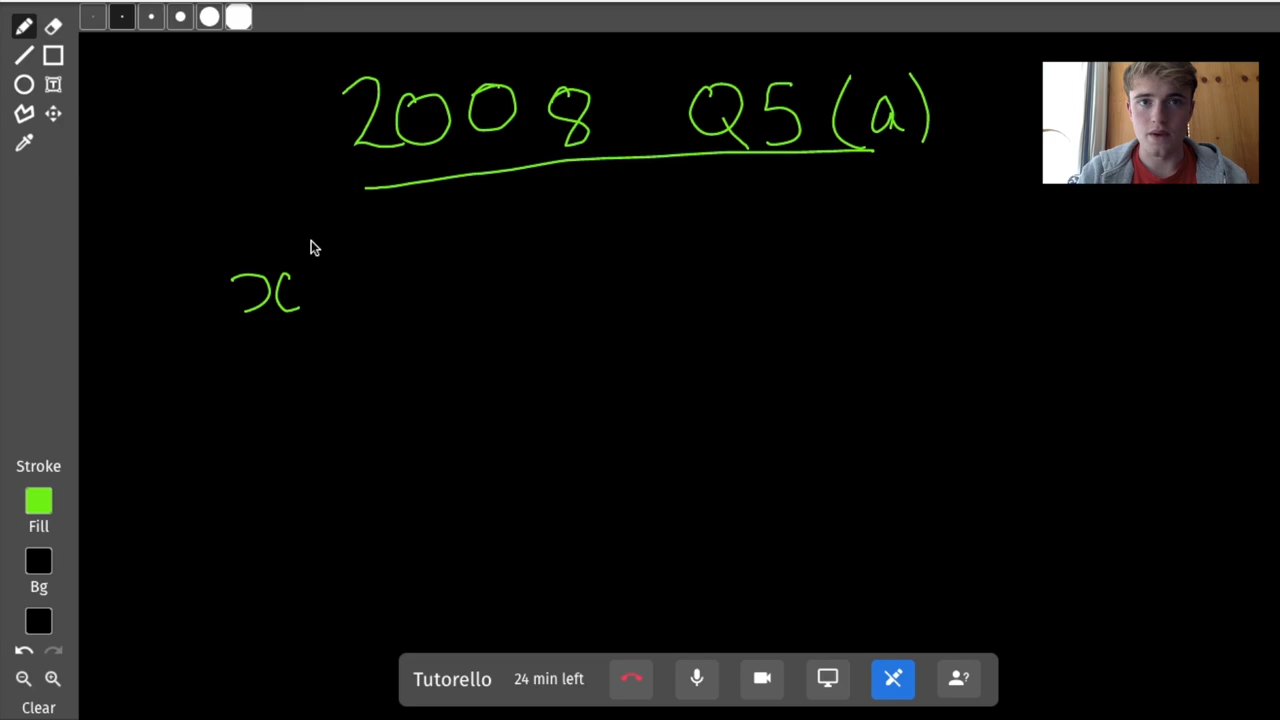 2008 Q5(a)
x
Stroke
Fill
Bg
Clear
Tutorello 24 min left